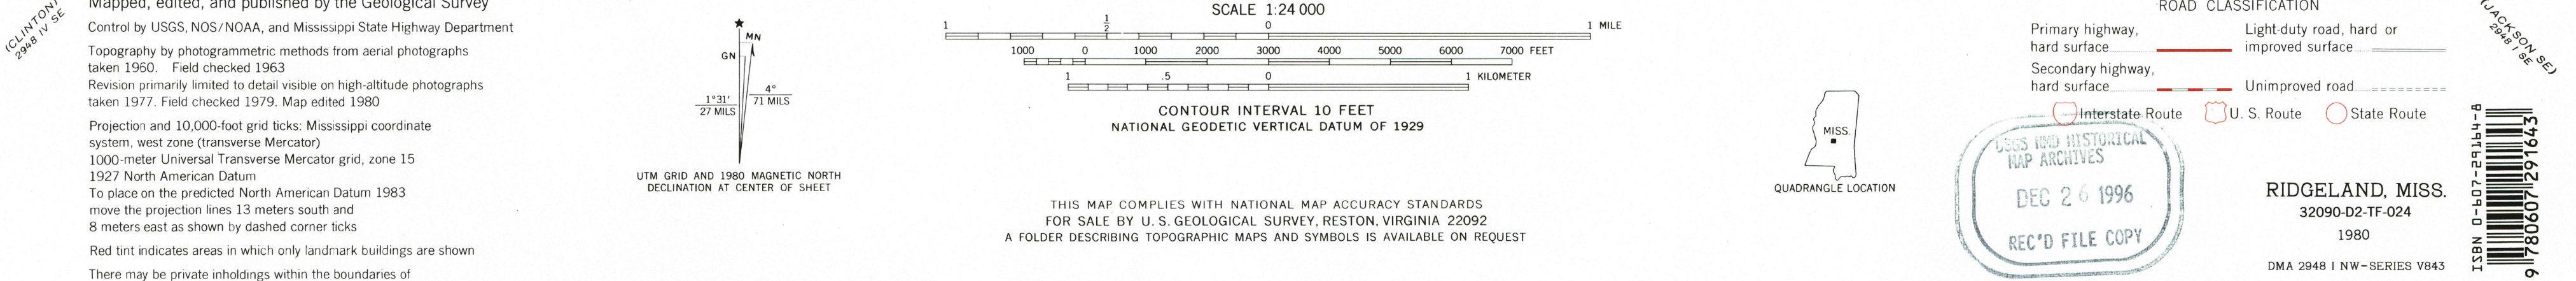 (CLINTON)
2948 IV SE
Mapped, edited, and published by the Geological Survey
Control by USGS, NOS/NOAA, and Mississippi State Highway Department
Topography by photogrammetric methods from aerial photographs
taken 1960. Field checked 1963
Revision primarily limited to detail visible on high-altitude photographs
taken 1977. Field checked 1979. Map edited 1980
Projection and 10,000-foot grid ticks: Mississippi coordinate
system, west zone (transverse Mercator)
1000-meter Universal Transverse Mercator grid, zone 15
1927 North American Datum
To place on the predicted North American Datum 1983
move the projection lines 13 meters south and
8 meters east as shown by dashed corner ticks
Red tint indicates areas in which only landmark buildings are shown
There may be private inholdings within the boundaries of
★
MN
GN
1°31'
27 MILS
4°
71 MILS
UTM GRID AND 1980 MAGNETIC NORTH
DECLINATION AT CENTER OF SHEET
SCALE 1:24 000
1 ½ 0 1 MILE
1000 0 1000 2000 3000 4000 5000 6000 7000 FEET
1 .5 0 1 KILOMETER
CONTOUR INTERVAL 10 FEET
NATIONAL GEODETIC VERTICAL DATUM OF 1929
THIS MAP COMPLIES WITH NATIONAL MAP ACCURACY STANDARDS
FOR SALE BY U.S. GEOLOGICAL SURVEY, RESTON, VIRGINIA 22092
A FOLDER DESCRIBING TOPOGRAPHIC MAPS AND SYMBOLS IS AVAILABLE ON REQUEST
MISS.
QUADRANGLE LOCATION
ROAD CLASSIFICATION
Primary highway,
hard surface
Light-duty road, hard or
improved surface
Secondary highway,
hard surface
Unimproved road
Interstate Route U. S. Route State Route
USGS NMD HISTORICAL
MAP ARCHIVES
DEC 26 1996
REC'D FILE COPY
RIDGELAND, MISS.
32090-D2-TF-024
1980
DMA 2948 I NW-SERIES V843
(JACKSON SE)
2948 I SE
ISBN 0-607-29164-8
9 780607 291643